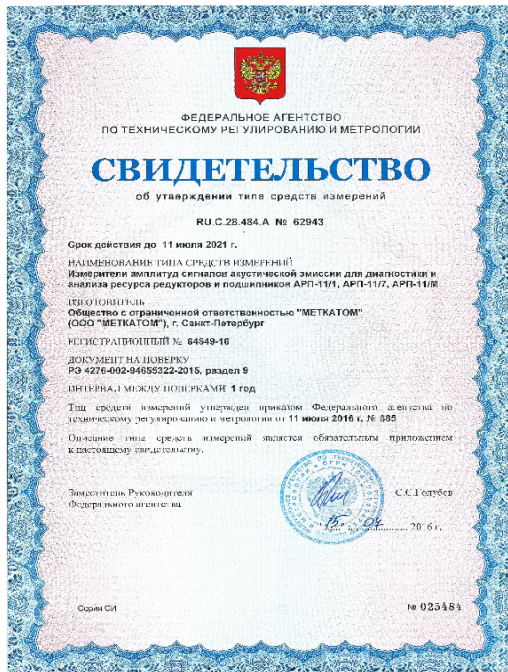 ФЕДЕРАЛЬНОЕ АГЕНТСТВО
ПО ТЕХНИЧЕСКОМУ РЕГУЛИРОВАНИЮ И МЕТРОЛОГИИ
СВИДЕТЕЛЬСТВО
об утверждении типа средств измерений
RU.C.28.484.A № 62943
Срок действия до 11 июля 2021 г.
НАИМЕНОВАНИЕ ТИПА СРЕДСТВ ИЗМЕРЕНИЙ
Измерители амплитуд сигналов акустической эмиссии для диагностики и
анализа ресурса редукторов и подшипников АРП-11/1, АРП-11/7, АРП-11/М
ИЗГОТОВИТЕЛЬ
Общество с ограниченной ответственностью "МЕТКАТОМ"
(ООО "МЕТКАТОМ"), г. Санкт-Петербург
РЕГИСТРАЦИОННЫЙ № 64549-16
ДОКУМЕНТ НА ПОВЕРКУ
РЭ 4276-002-94655322-2015, раздел 9
ИНТЕРВАЛ МЕЖДУ ПОВЕРКАМИ 1 год
Тип средств измерений утвержден приказом Федерального агентства по
техническому регулированию и метрологии от 11 июля 2016 г. № 885
Описание типа средств измерений является обязательным приложением
к настоящему свидетельству.
Заместитель Руководителя
С.С.Голубев
Федерального агентства
"15" 07 2016 г.
Серия СИ
№ 025484